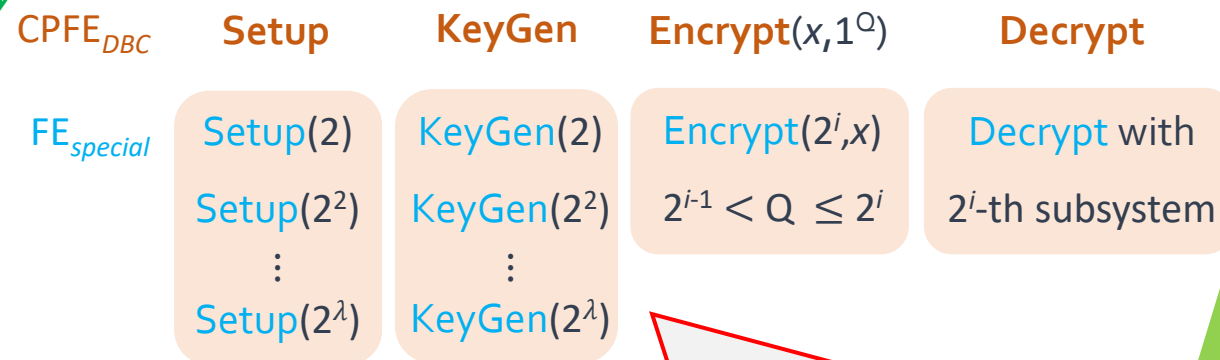 CPFE_DBC Setup KeyGen Encrypt(x,1^Q) Decrypt
FE_special Setup(2) KeyGen(2) Encrypt(2^i,x) Decrypt with
Setup(2^2) KeyGen(2^2) 2^{i-1} < Q ≤ 2^i 2^i-th subsystem
⋮ ⋮
Setup(2^λ) KeyGen(2^λ)